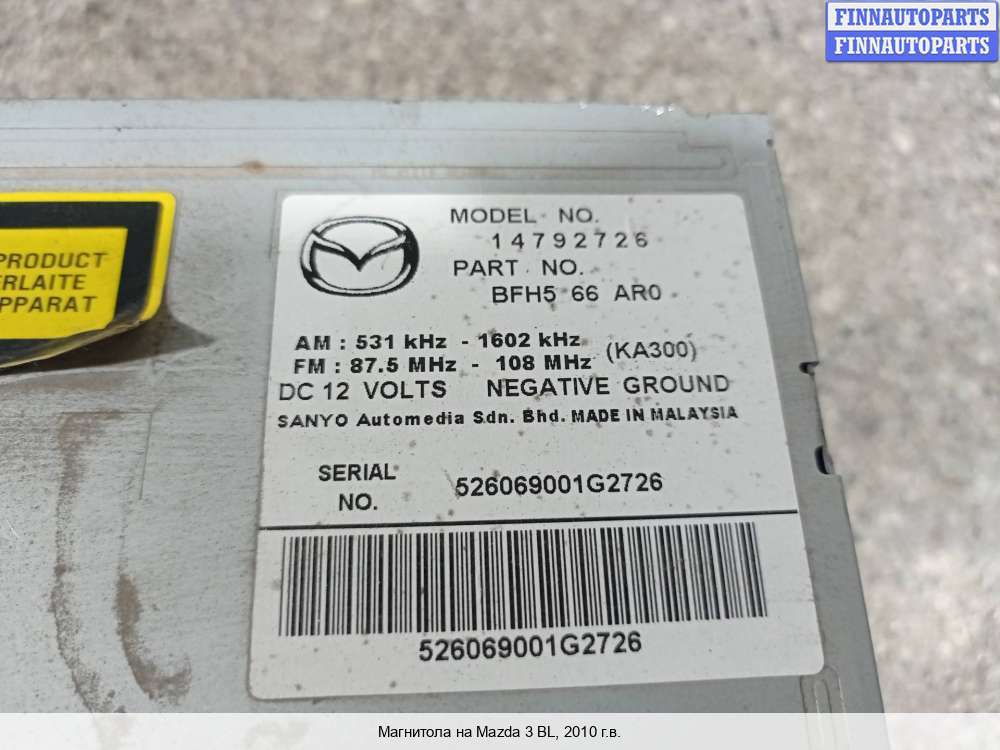 FINNAUTOPARTS
FINNAUTOPARTS
PRODUCT
ERLAITE
APPARAT
MODEL NO.
14792726
PART NO.
BFH5 66 AR0
AM : 531 kHz - 1602 kHz
FM : 87.5 MHz - 108 MHz
(KA300)
DC 12 VOLTS NEGATIVE GROUND
SANYO Automedia Sdn. Bhd. MADE IN MALAYSIA
SERIAL
NO.
526069001G2726
526069001G2726
Магнитола на Mazda 3 BL, 2010 г.в.